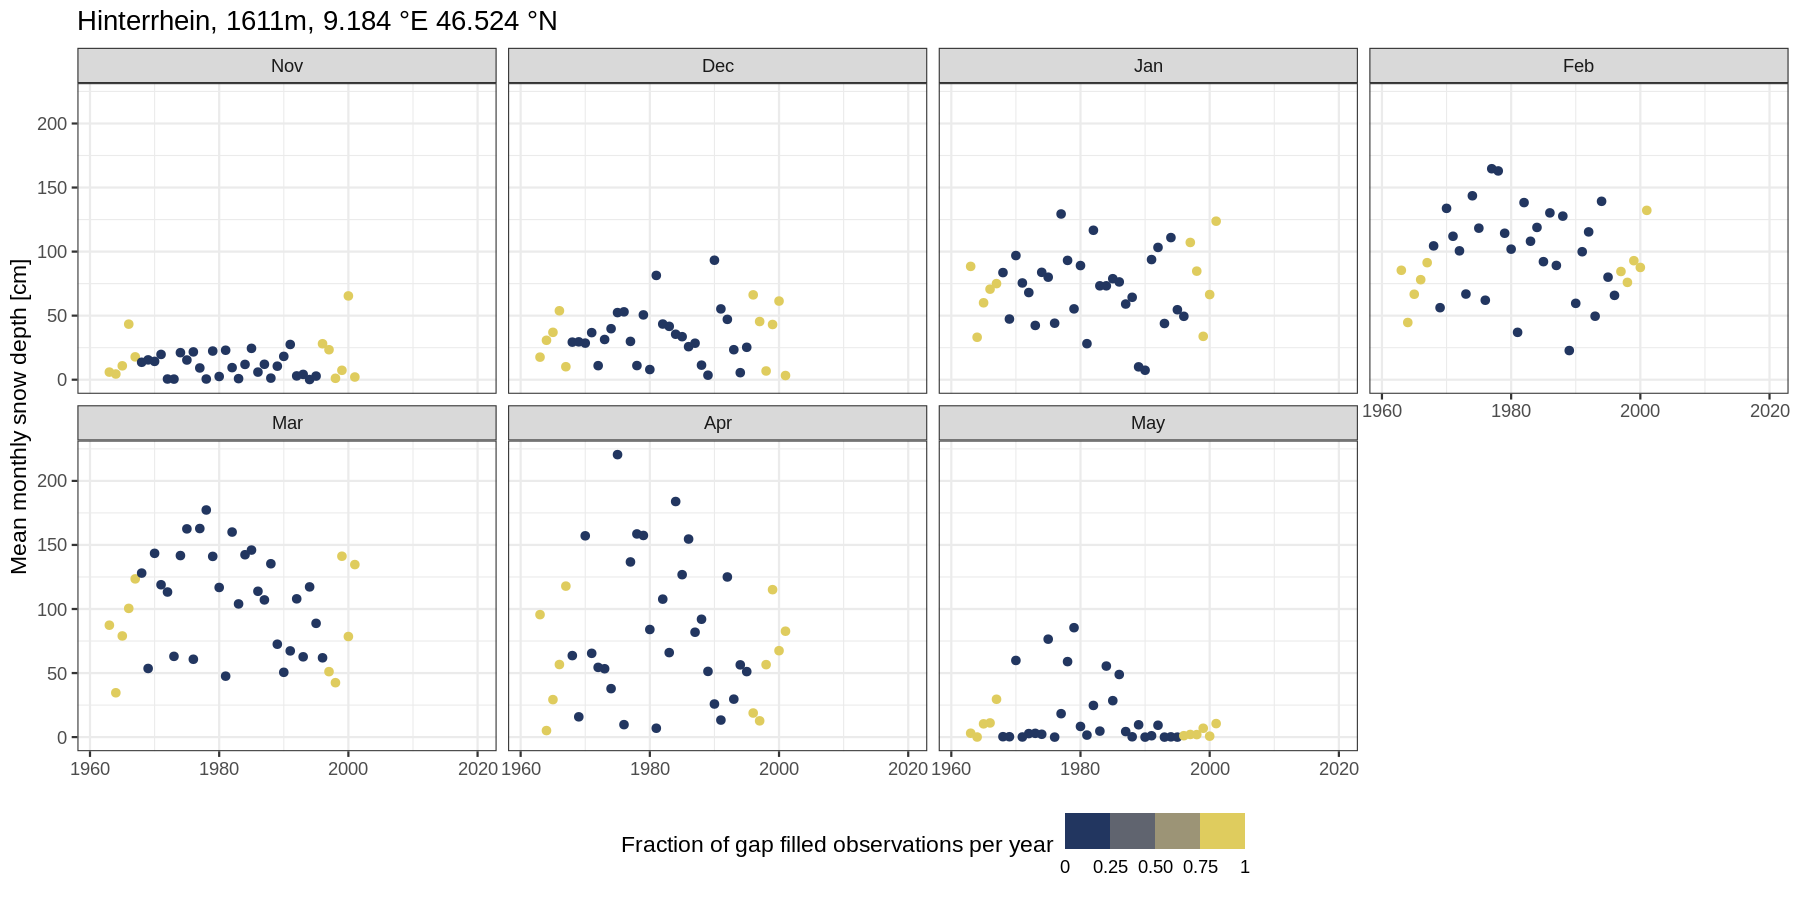 Hinterrhein, 1611m, 9.184 °E 46.524 °N
Nov
Dec
Jan
Feb
200
150
100
50
0
1960 1980 2000 2020
Mean monthly snow depth [cm]
Mar
Apr
May
200
150
100
50
0
1960 1980 2000 2020
1960 1980 2000 2020
1960 1980 2000 2020
Fraction of gap filled observations per year
0 0.25 0.50 0.75 1